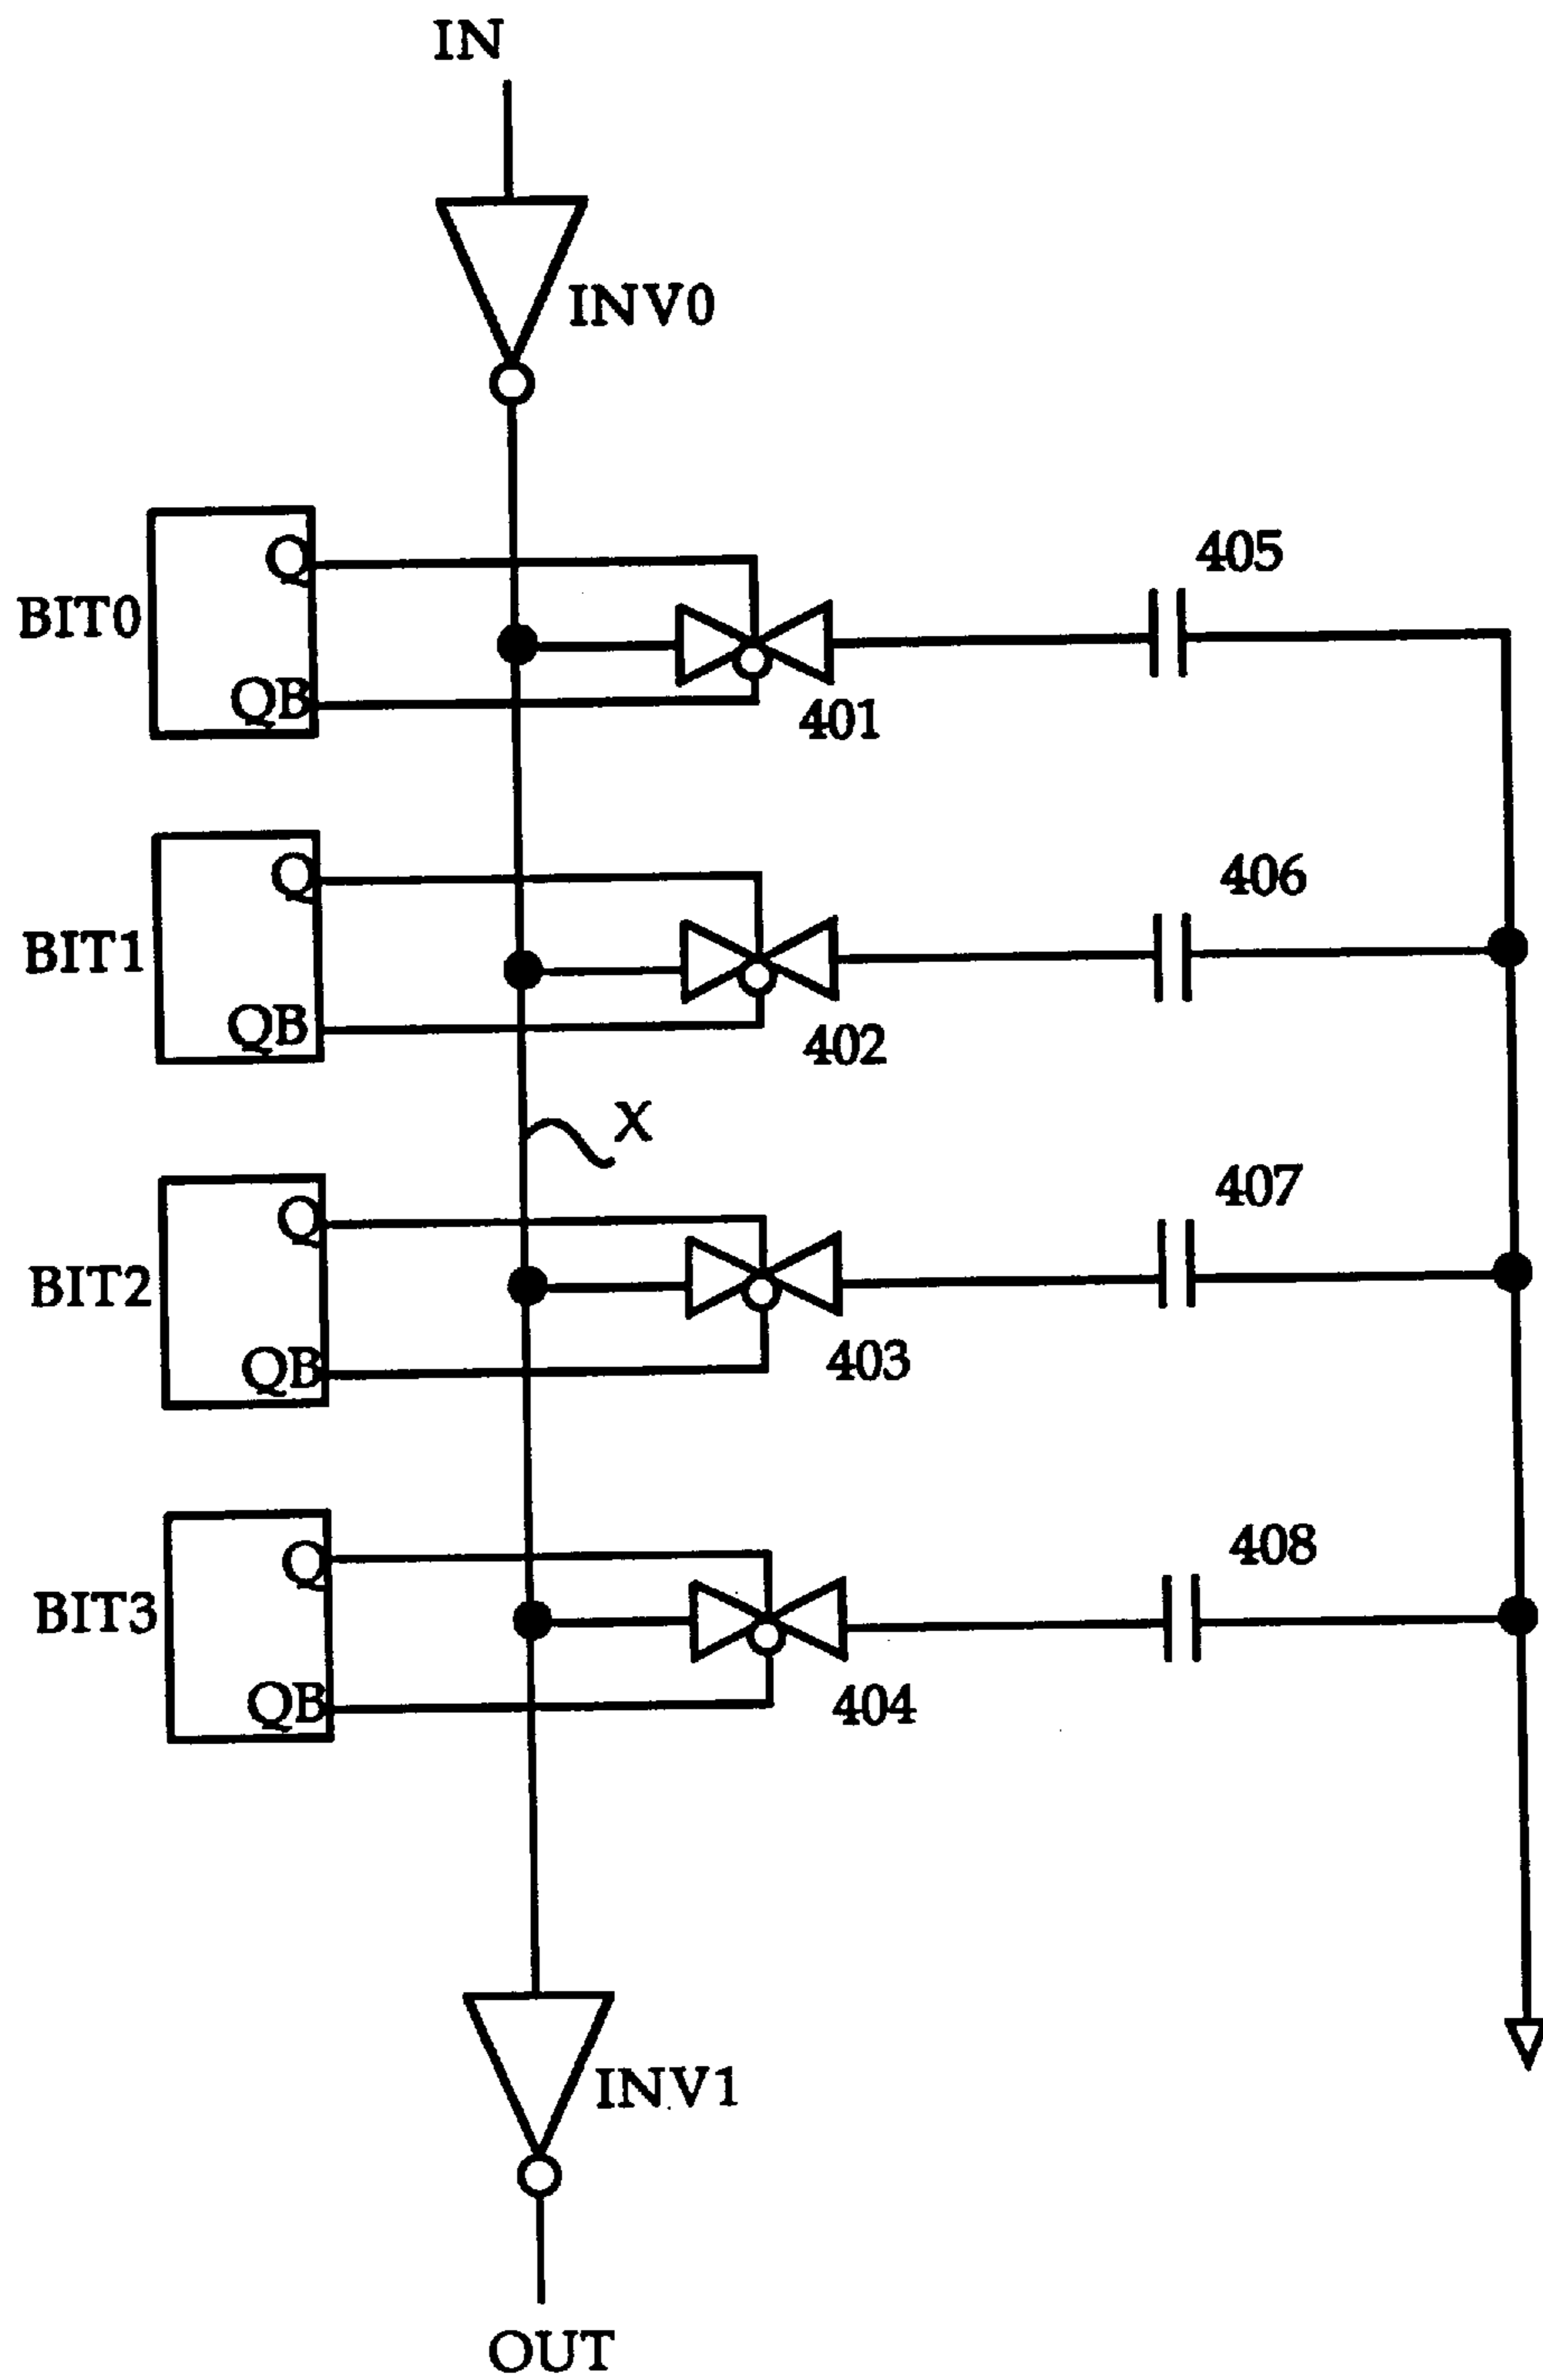 IN
INV0
Q
405
BIT0
QB
401
Q
406
BIT1
QB
402
X
Q
407
BIT2
QB
403
Q
408
BIT3
QB
404
INV1
OUT